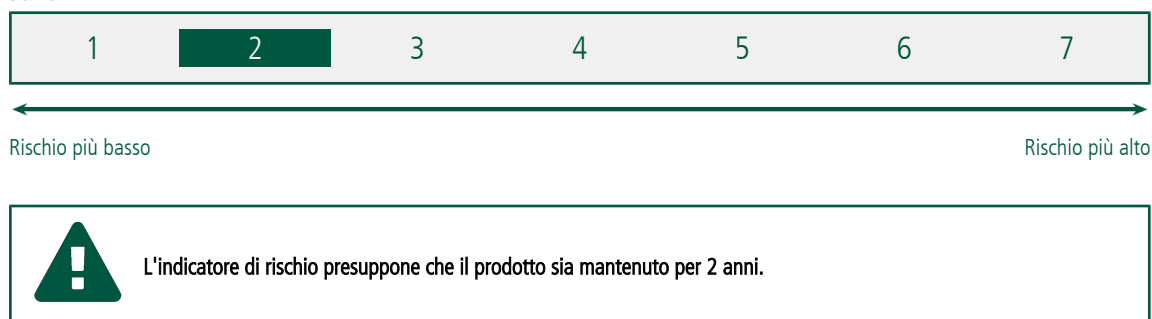 1 2 3 4 5 6 7
Rischio più basso Rischio più alto
L'indicatore di rischio presuppone che il prodotto sia mantenuto per 2 anni.